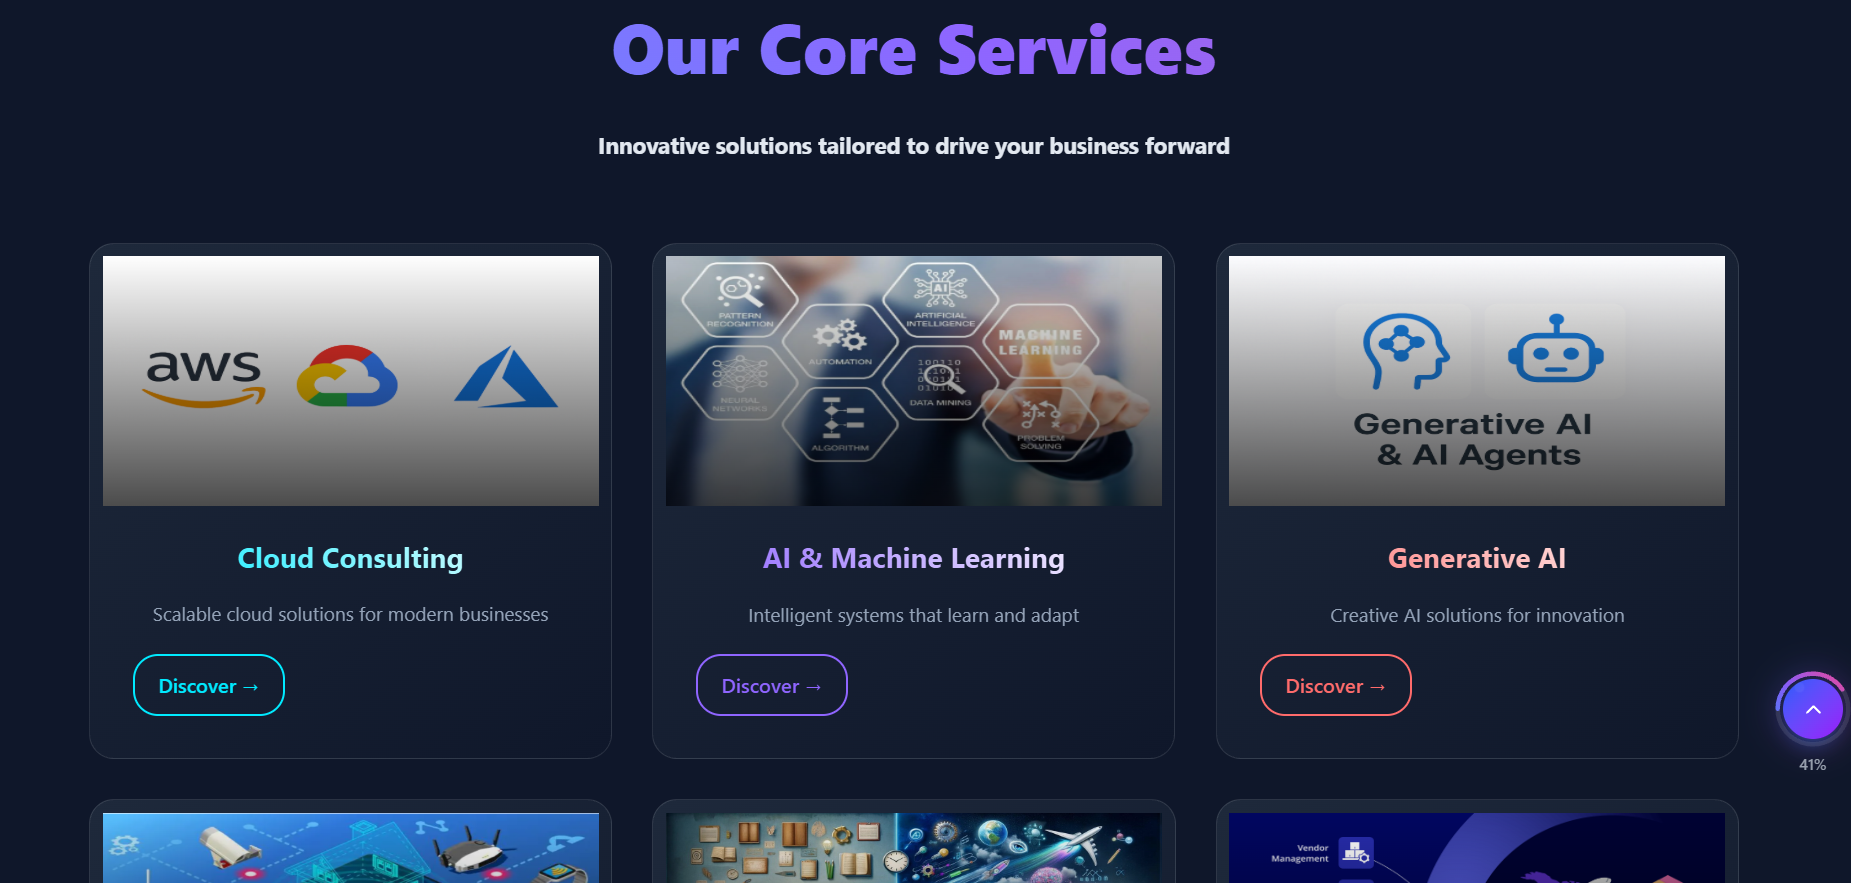 Our Core Services
Innovative solutions tailored to drive your business forward
aws
PATTERN
RECOGNITION
ARTIFICIAL
INTELLIGENCE
MACHINE
LEARNING
AUTOMATION
NEURAL
NETWORKS
DATA MINING
ALGORITHM
PROBLEM
SOLVING
AI
Generative AI
& AI Agents
Cloud Consulting
Scalable cloud solutions for modern businesses
Discover →
AI & Machine Learning
Intelligent systems that learn and adapt
Discover →
Generative AI
Creative AI solutions for innovation
Discover →
41%
Vendor
Management